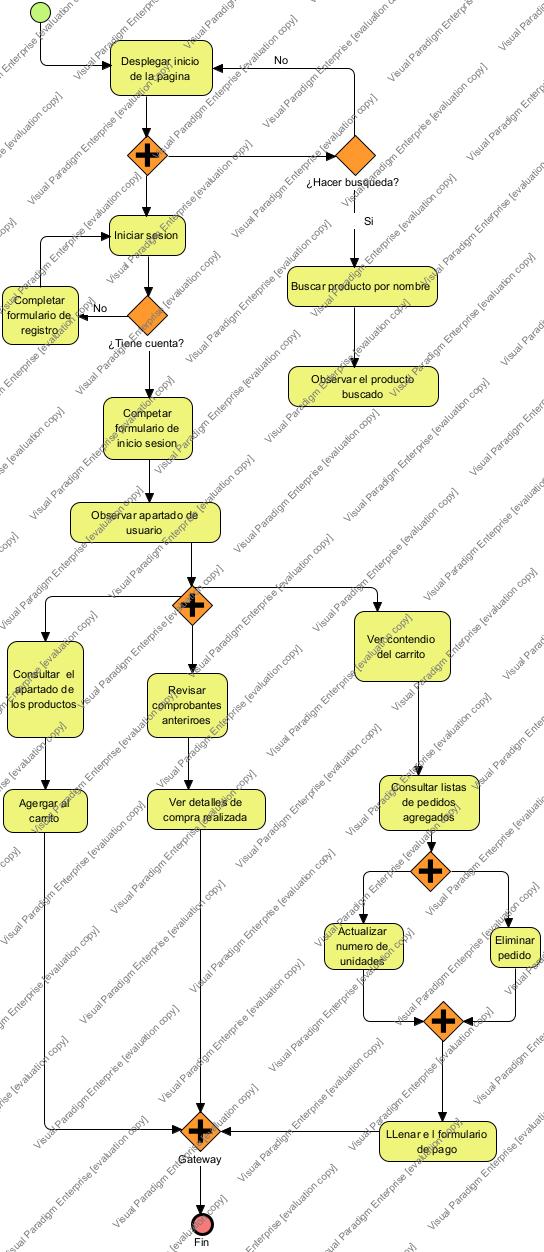 Desplegar inicio
de la pagina
No
¿Hacer busqueda?
Si
Iniciar sesion
Buscar producto por nombre
Completar
formulario de
registro
No
¿Tiene cuenta?
Observar el producto
buscado
Competar
formulario de
inicio sesion
Observar apartado de
usuario
Ver contendio
del carrito
Consultar el
apartado de
los productos
Revisar
comprobantes
anteriroes
Consultar listas
de pedidos
agregados
Agergar al
carrito
Ver detalles de
compra realizada
Actualizar
numero de
unidades
Eliminar
pedido
LLenar e l formulario
de pago
Gateway
Fin
Visual Paradigm Enterprise [evaluation copy]